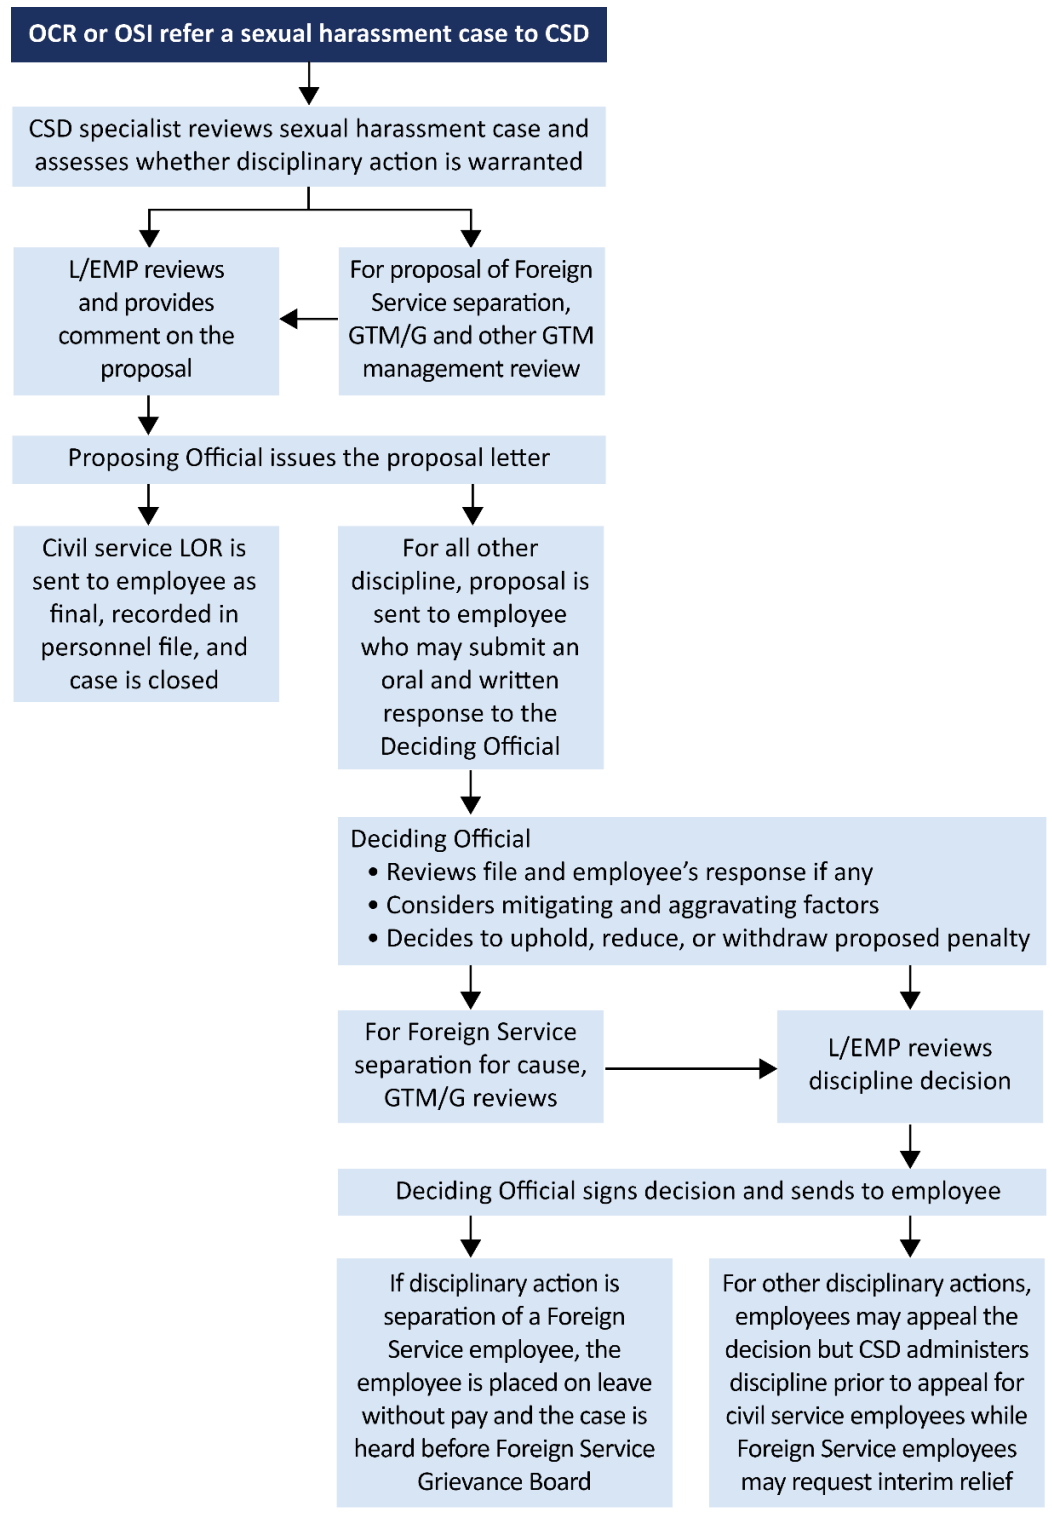 OCR or OSI refer a sexual harassment case to CSD
CSD specialist reviews sexual harassment case and
assesses whether disciplinary action is warranted
L/EMP reviews
and provides
comment on the
proposal
For proposal of Foreign
Service separation,
GTM/G and other GTM
management review
Proposing Official issues the proposal letter
Civil service LOR is
sent to employee as
final, recorded in
personnel file, and
case is closed
For all other
discipline, proposal is
sent to employee
who may submit an
oral and written
response to the
Deciding Official
Deciding Official
• Reviews file and employee’s response if any
• Considers mitigating and aggravating factors
• Decides to uphold, reduce, or withdraw proposed penalty
For Foreign Service
separation for cause,
GTM/G reviews
L/EMP reviews
discipline decision
Deciding Official signs decision and sends to employee
If disciplinary action is
separation of a Foreign
Service employee, the
employee is placed on leave
without pay and the case is
heard before Foreign Service
Grievance Board
For other disciplinary actions,
employees may appeal the
decision but CSD administers
discipline prior to appeal for
civil service employees while
Foreign Service employees
may request interim relief